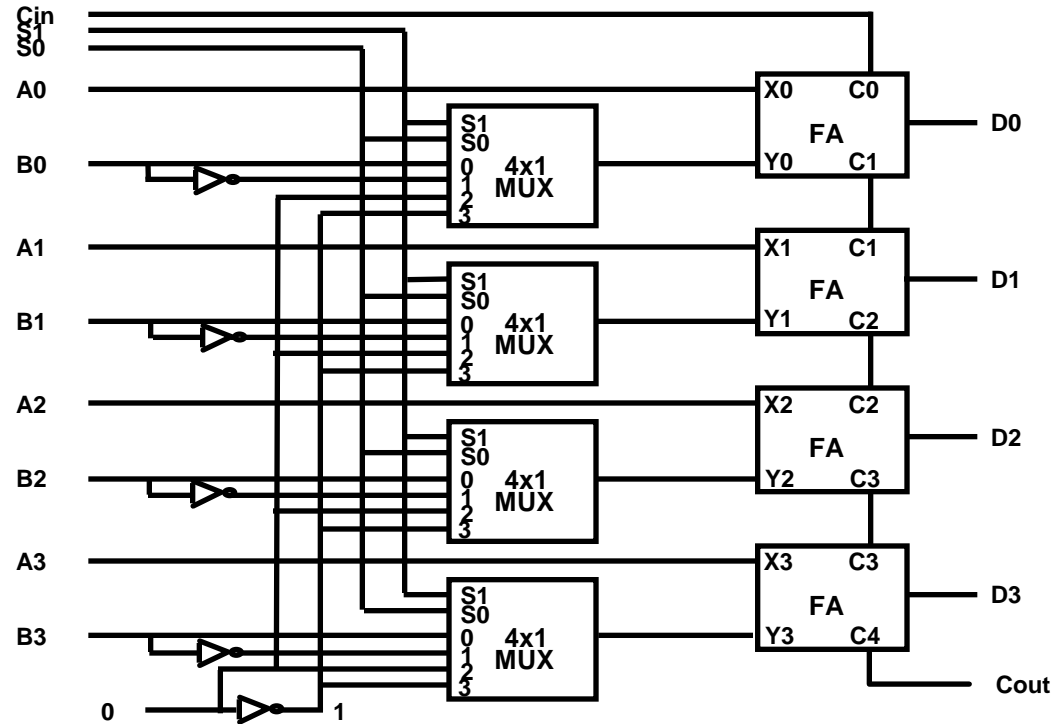 Cin
S1
S0
A0
X0 C0
S1
S0
FA
D0
B0
0
4x1
Y0
C1
1
MUX
2
3
A1
X1 C1
S1
S0
FA
D1
B1
0
4x1
Y1
C2
1
MUX
2
3
A2
X2 C2
S1
S0
FA
D2
B2
0
4x1
Y2 C3
1
MUX
2
3
A3
X3 C3
S1
S0
FA
D3
B3
0
4x1
Y3 C4
1
MUX
2
3
Cout
0
1